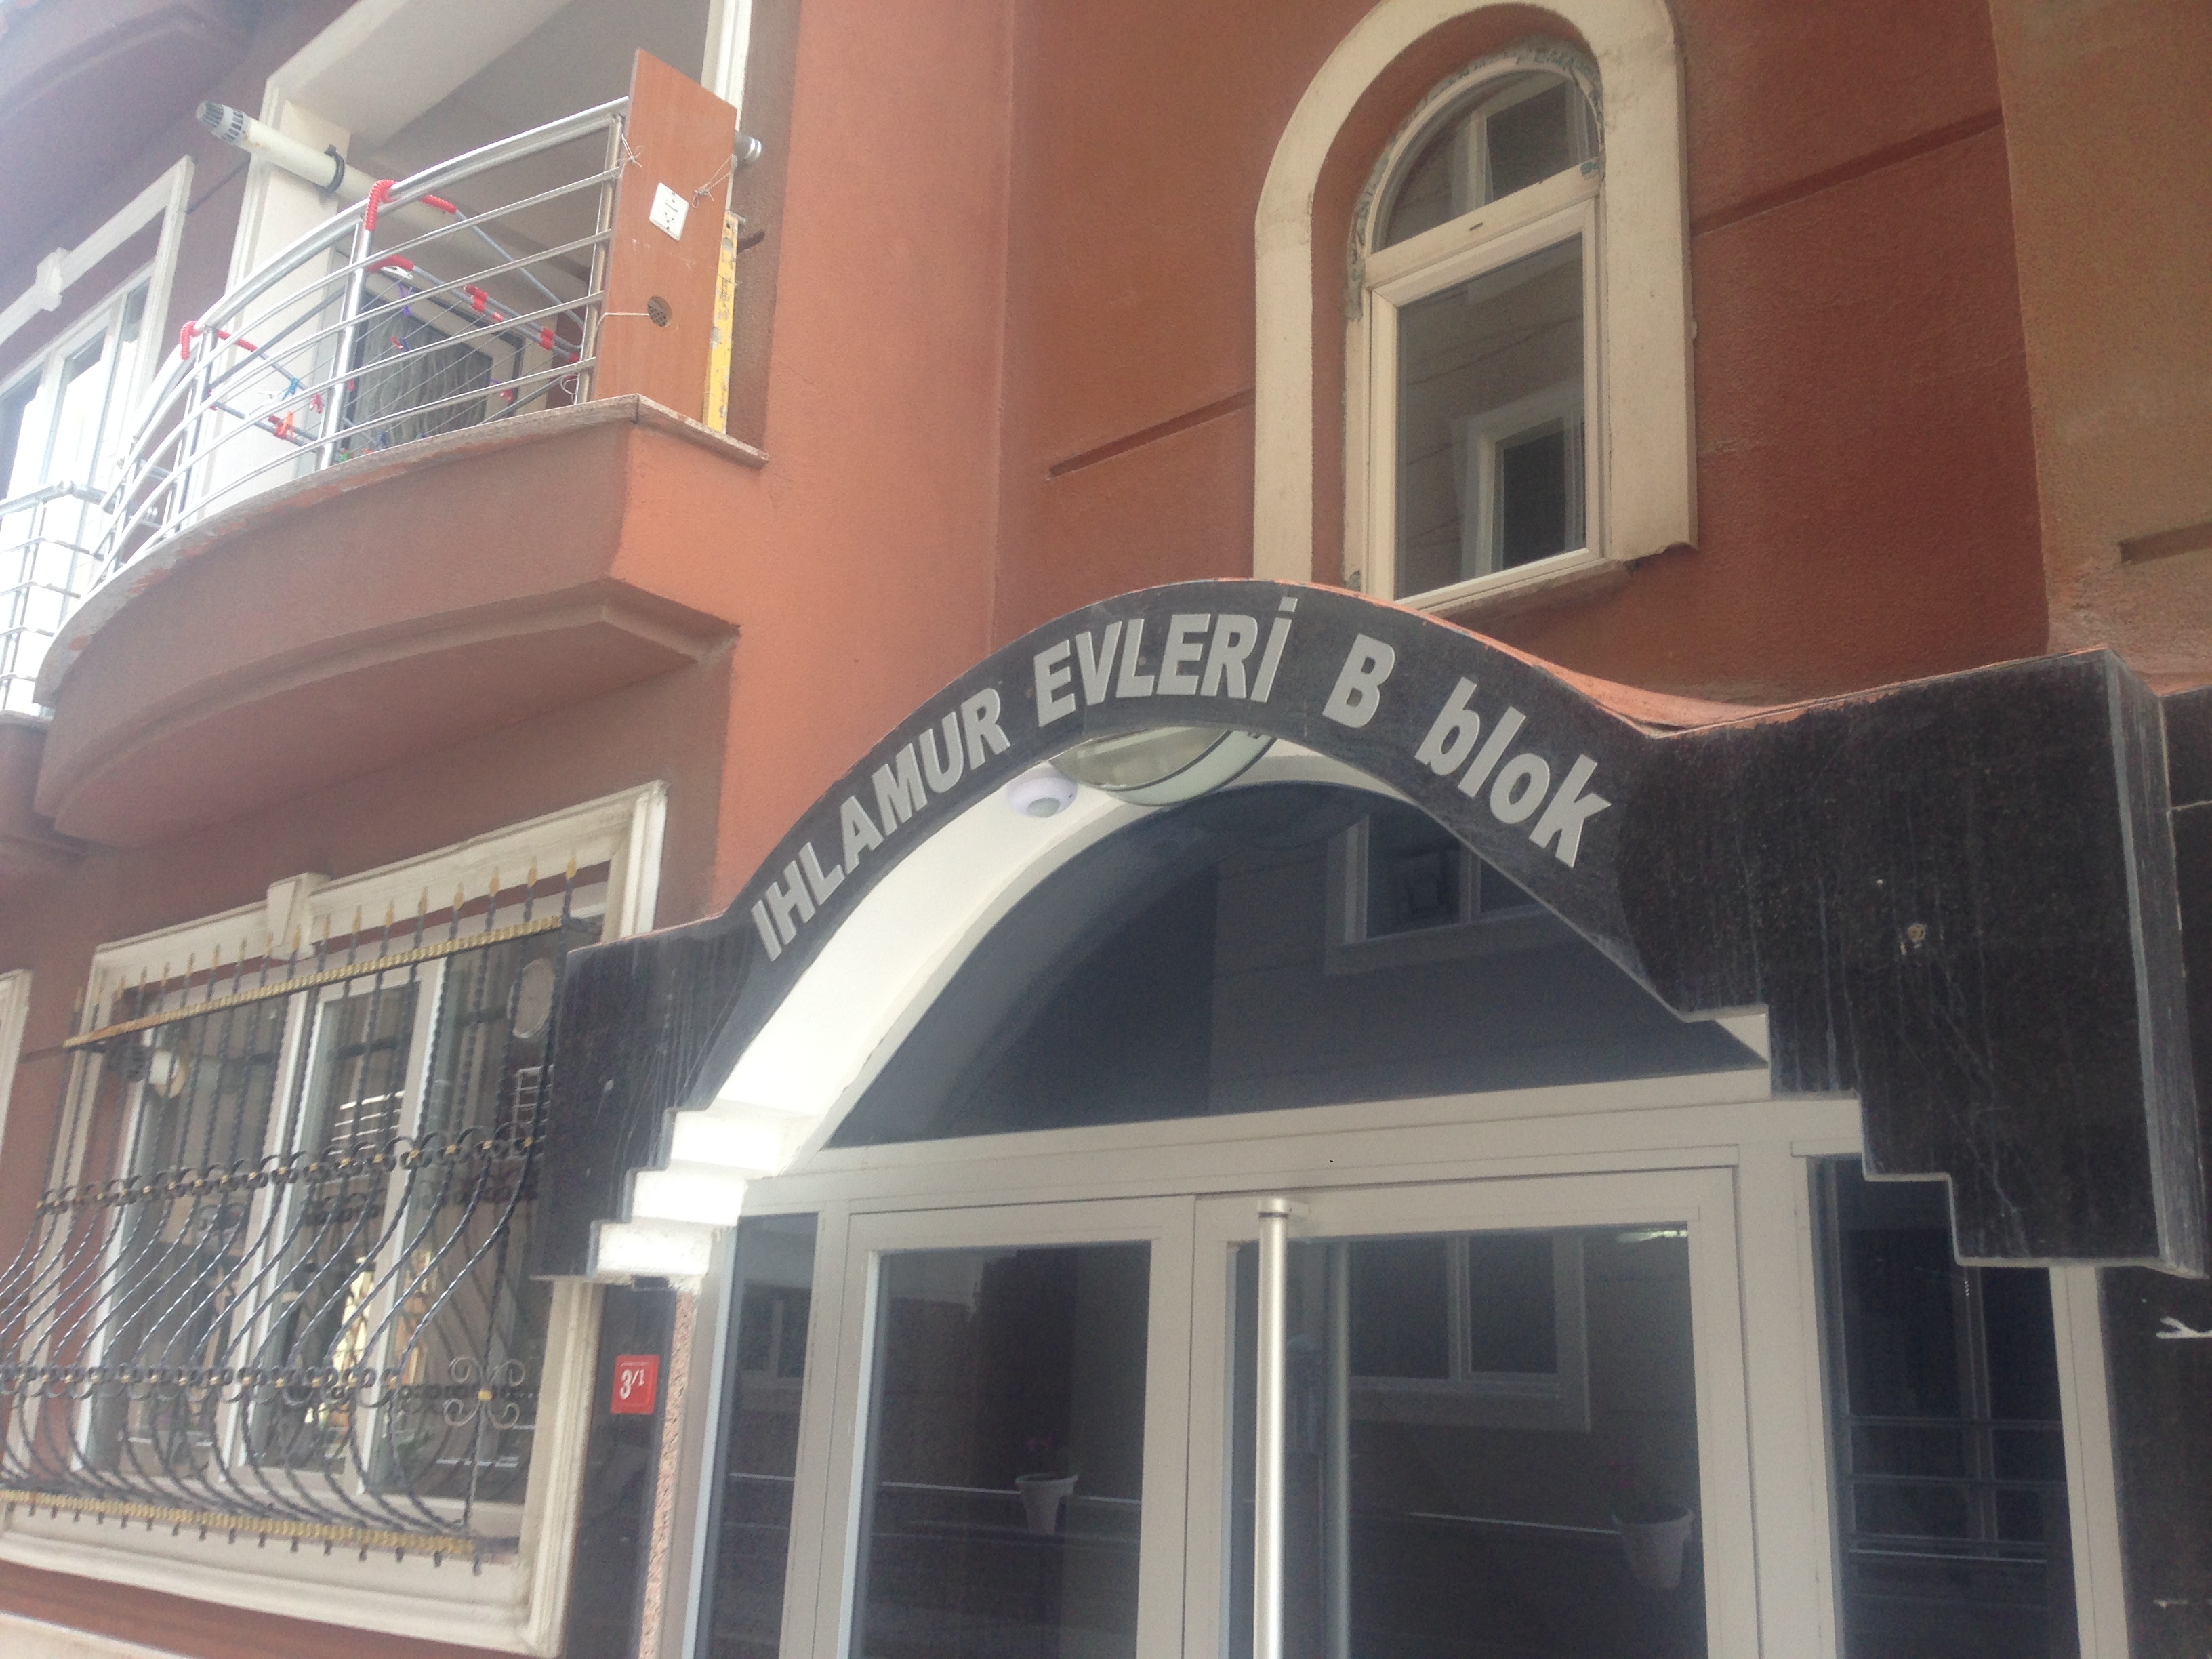 IHLAMUR EVLERİ B blok
3/1